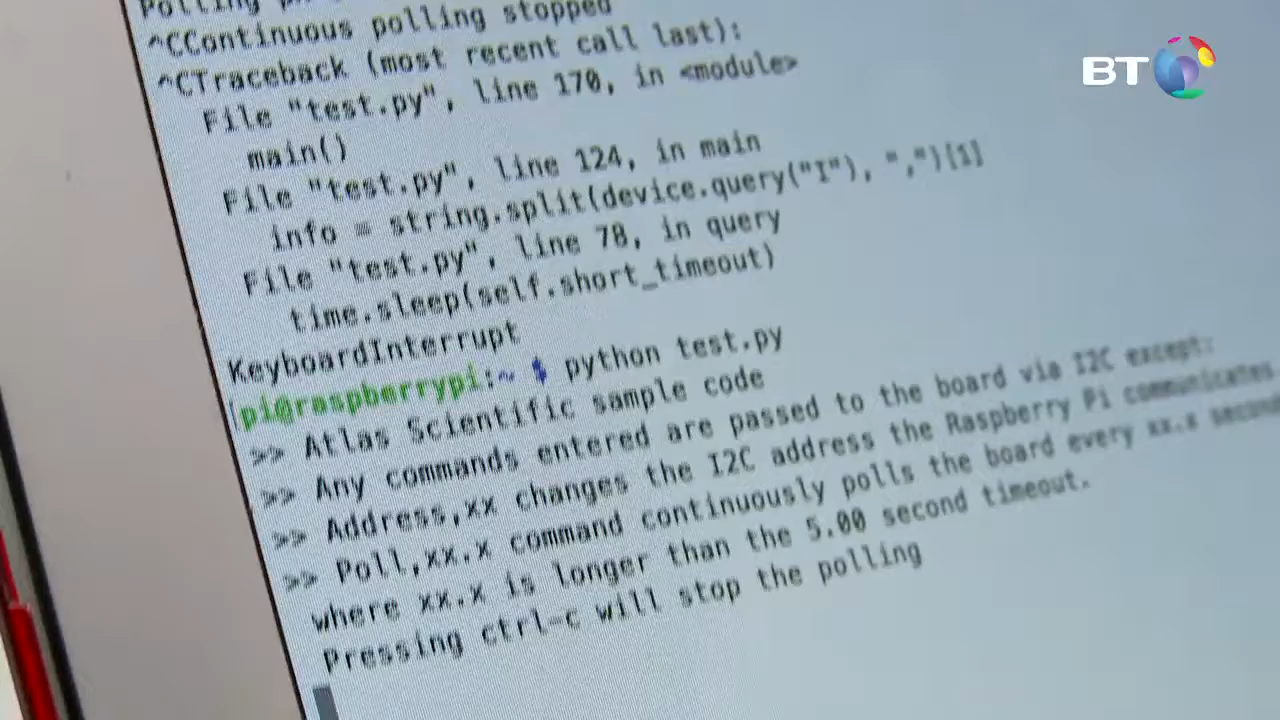 Polling
^CContinuous polling stopped
^CTraceback (most recent call last):
File "test.py", line 170, in <module>
main()
File "test.py", line 124, in main
info = string.split(device.query("I"), ",")[1]
File "test.py", line 78, in query
time.sleep(self.short_timeout)
KeyboardInterrupt
pi@raspberrypi:~ $ python test.py
>> Atlas Scientific sample code
>> Any commands entered are passed to the board via I2C except:
>> Address,xx changes the I2C address the Raspberry Pi communicates
>> Poll,xx.x command continuously polls the board every xx.x second
where xx.x is longer than the 5.00 second timeout.
Pressing ctrl-c will stop the polling
BT